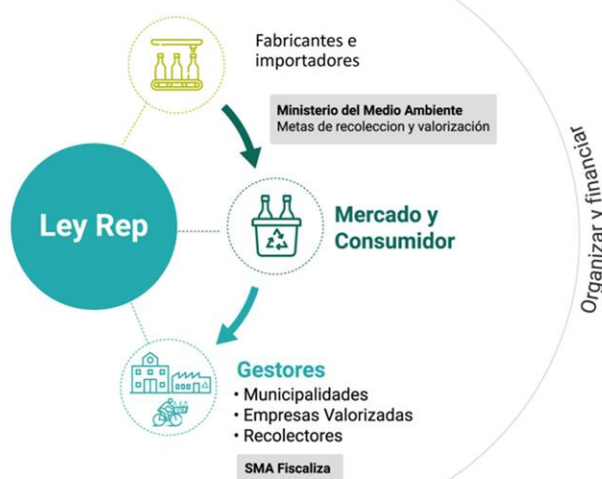 Fabricantes e
importadores
Ministerio del Medio Ambiente
Metas de recoleccion y valorización
Ley Rep
Mercado y
Consumidor
Organizar y financiar
Gestores
• Municipalidades
• Empresas Valorizadas
• Recolectores
SMA Fiscaliza